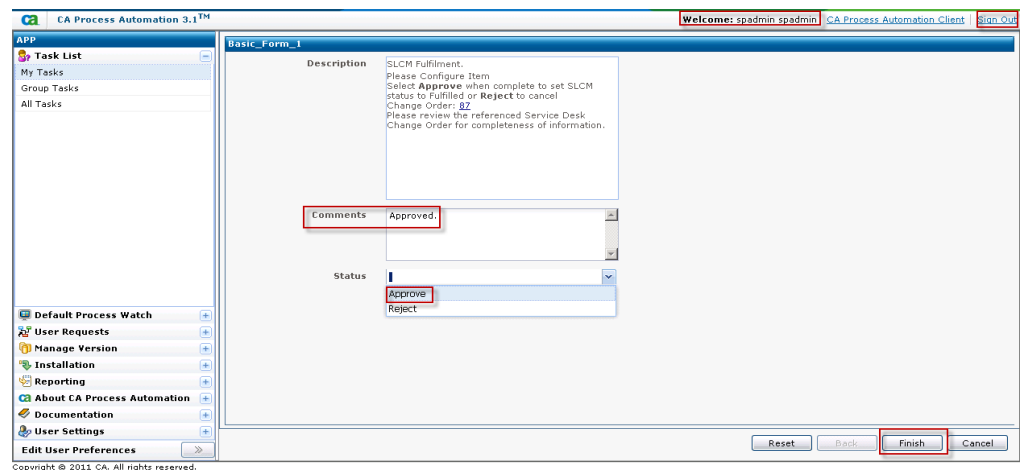 ca CA Process Automation 3.1™ Welcome: spadmin spadmin CA Process Automation Client Sign Out
APP
Task List
My Tasks
Group Tasks
All Tasks
Default Process Watch
User Requests
Manage Version
Installation
Reporting
ca About CA Process Automation
Documentation
User Settings
Edit User Preferences
Basic_Form_1
Description
SLCM Fulfilment.
Please Configure Item
Select Approve when complete to set SLCM
status to Fulfilled or Reject to cancel
Change Order: 87
Please review the referenced Service Desk
Change Order for completeness of information.
Comments Approved.
Status
Approve
Reject
Reset Back Finish Cancel
Copyright © 2011 CA. All rights reserved.